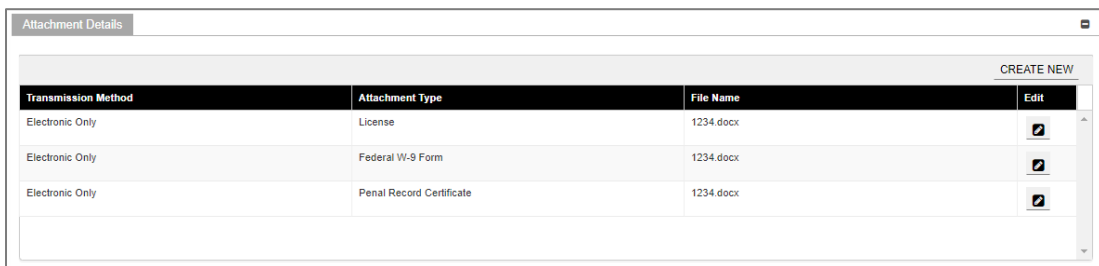 Attachment Details
CREATE NEW
Transmission Method Attachment Type File Name Edit
Electronic Only License 1234.docx
Electronic Only Federal W-9 Form 1234.docx
Electronic Only Penal Record Certificate 1234.docx